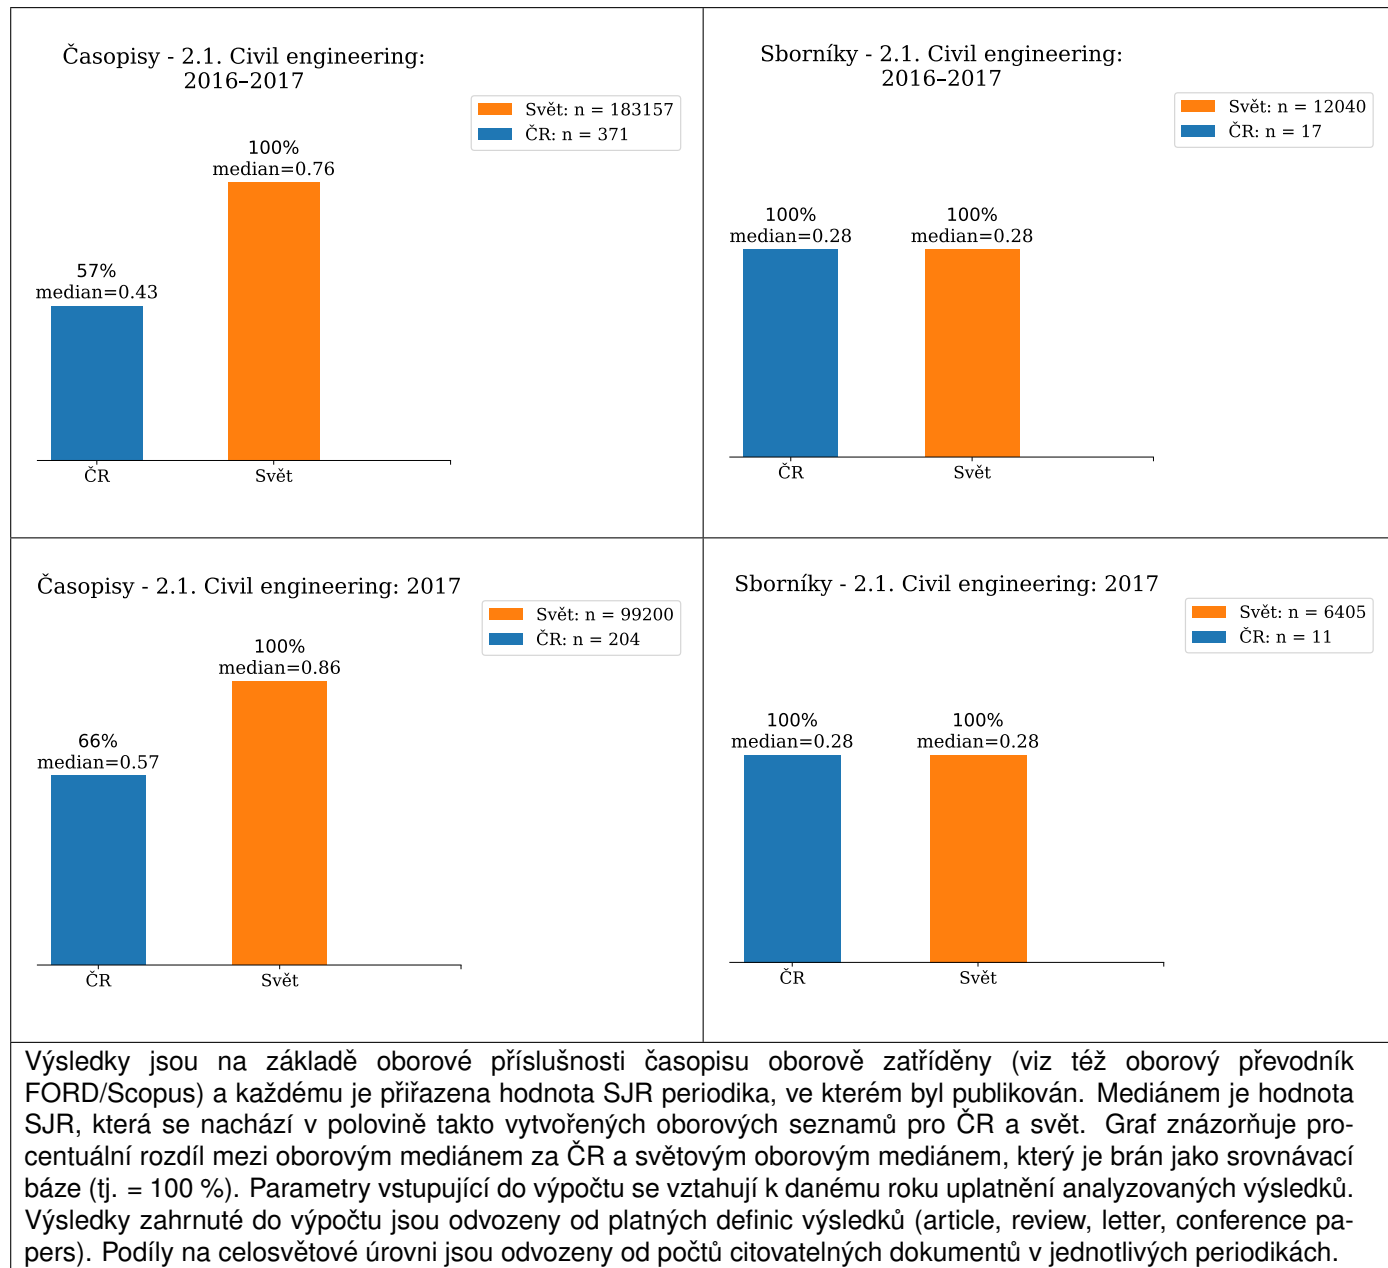 Časopisy - 2.1. Civil engineering:
2016–2017
Svět: n = 183157
ČR: n = 371
100%
median=0.76
57%
median=0.43
ČR
Svět
Sborníky - 2.1. Civil engineering:
2016–2017
Svět: n = 12040
ČR: n = 17
100%
median=0.28
100%
median=0.28
ČR
Svět
Časopisy - 2.1. Civil engineering: 2017
Svět: n = 99200
ČR: n = 204
100%
median=0.86
66%
median=0.57
ČR
Svět
Sborníky - 2.1. Civil engineering: 2017
Svět: n = 6405
ČR: n = 11
100%
median=0.28
100%
median=0.28
ČR
Svět
Výsledky jsou na základě oborové příslušnosti časopisu oborově zatříděny (viz též oborový převodník
FORD/Scopus) a každému je přiřazena hodnota SJR periodika, ve kterém byl publikován. Mediánem je hodnota
SJR, která se nachází v polovině takto vytvořených oborových seznamů pro ČR a svět. Graf znázorňuje pro-
centuální rozdíl mezi oborovým mediánem za ČR a světovým oborovým mediánem, který je brán jako srovnávací
báze (tj. = 100 %). Parametry vstupující do výpočtu se vztahují k danému roku uplatnění analyzovaných výsledků.
Výsledky zahrnuté do výpočtu jsou odvozeny od platných definic výsledků (article, review, letter, conference pa-
pers). Podíly na celosvětové úrovni jsou odvozeny od počtů citovatelných dokumentů v jednotlivých periodikách.